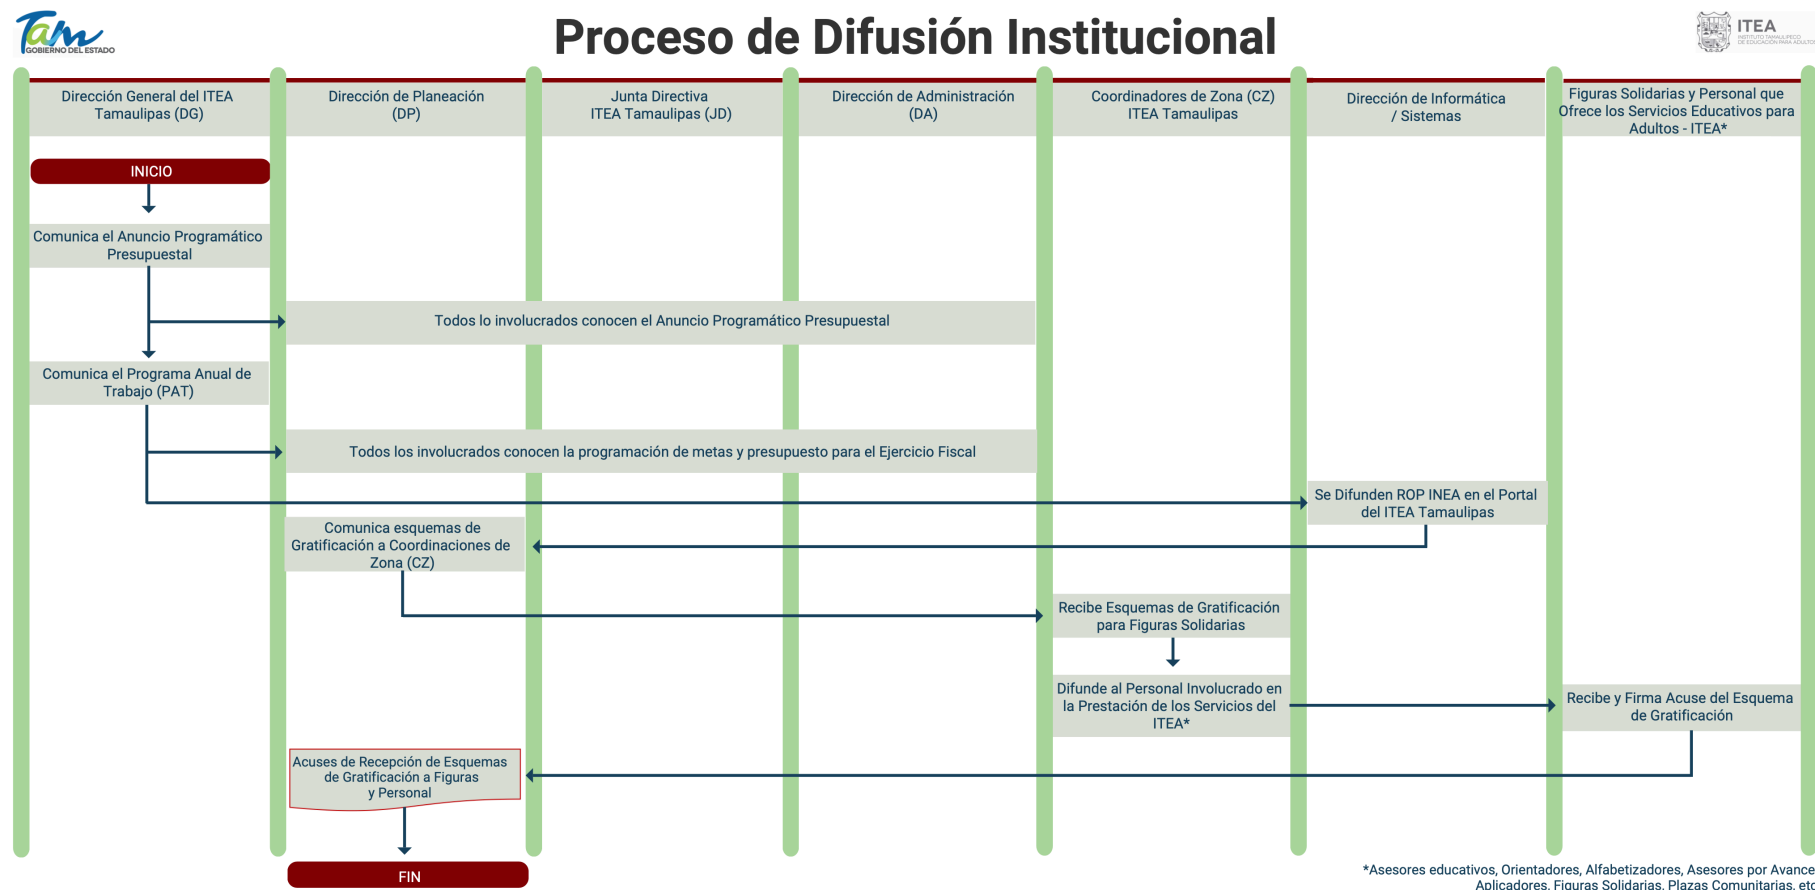 Tam
GOBIERNO DEL ESTADO
Proceso de Difusión Institucional
ITEA
INSTITUTO TAMAULIPECO
DE EDUCACIÓN PARA ADULTOS
Dirección General del ITEA
Tamaulipas (DG)
Dirección de Planeación
(DP)
Junta Directiva
ITEA Tamaulipas (JD)
Dirección de Administración
(DA)
Coordinadores de Zona (CZ)
ITEA Tamaulipas
Dirección de Informática
/ Sistemas
Figuras Solidarias y Personal que
Ofrece los Servicios Educativos para
Adultos - ITEA*
INICIO
Comunica el Anuncio Programático
Presupuestal
Todos lo involucrados conocen el Anuncio Programático Presupuestal
Comunica el Programa Anual de
Trabajo (PAT)
Todos los involucrados conocen la programación de metas y presupuesto para el Ejercicio Fiscal
Se Difunden ROP INEA en el Portal
del ITEA Tamaulipas
Comunica esquemas de
Gratificación a Coordinaciones de
Zona (CZ)
Recibe Esquemas de Gratificación
para Figuras Solidarias
Difunde al Personal Involucrado en
la Prestación de los Servicios del
ITEA*
Recibe y Firma Acuse del Esquema
de Gratificación
Acuses de Recepción de Esquemas
de Gratificación a Figuras
y Personal
FIN
*Asesores educativos, Orientadores, Alfabetizadores, Asesores por Avance
Aplicadores, Figuras Solidarias, Plazas Comunitarias, etc